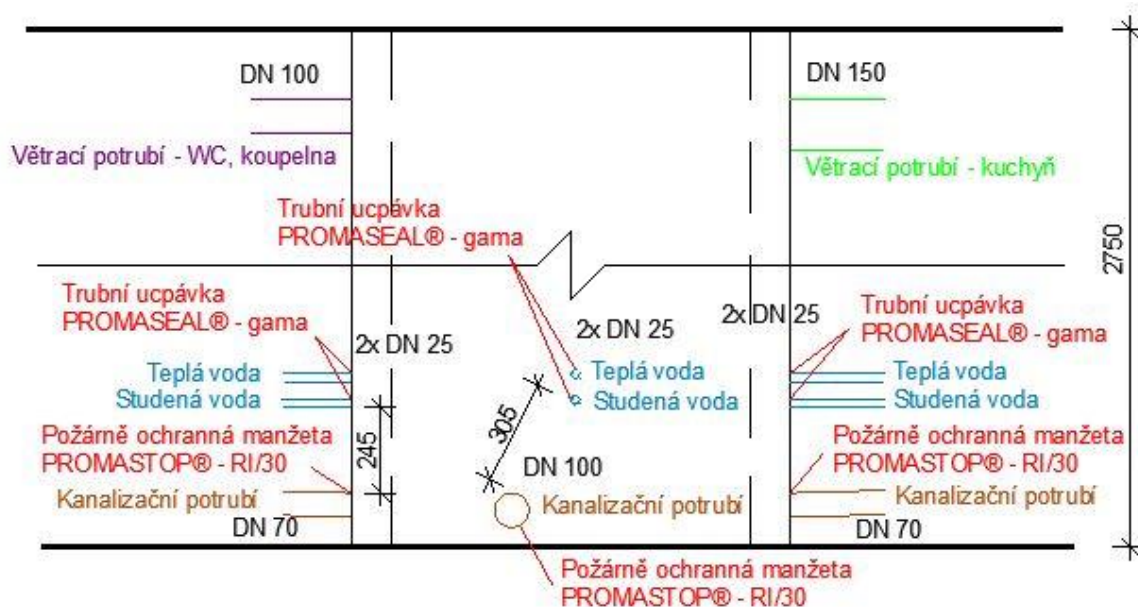 DN 100
DN 150
Větrací potrubí - WC, koupelna
Větrací potrubí - kuchyň
Trubní ucpávka
PROMASEAL® - gama
2750
Trubní ucpávka
PROMASEAL® - gama
2x DN 25
2x DN 25
2x DN 25
Trubní ucpávka
PROMASEAL® - gama
Teplá voda
Studená voda
Teplá voda
Studená voda
Teplá voda
Studená voda
Požárně ochranná manžeta
PROMASTOP® - RI/30
245
305
DN 100
Požárně ochranná manžeta
PROMASTOP® - RI/30
Kanalizační potrubí
Kanalizační potrubí
Kanalizační potrubí
DN 70
DN 70
Požárně ochranná manžeta
PROMASTOP® - RI/30